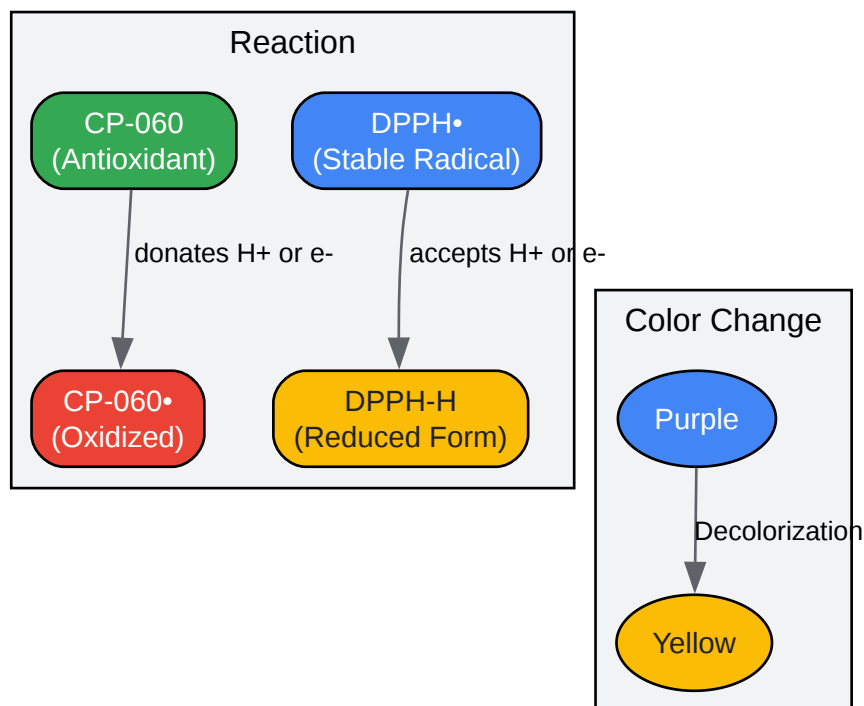 Reaction
CP-060
(Antioxidant)
DPPH•
(Stable Radical)
donates H+ or e-
accepts H+ or e-
CP-060•
(Oxidized)
DPPH-H
(Reduced Form)
Color Change
Purple
Decolorization
Yellow